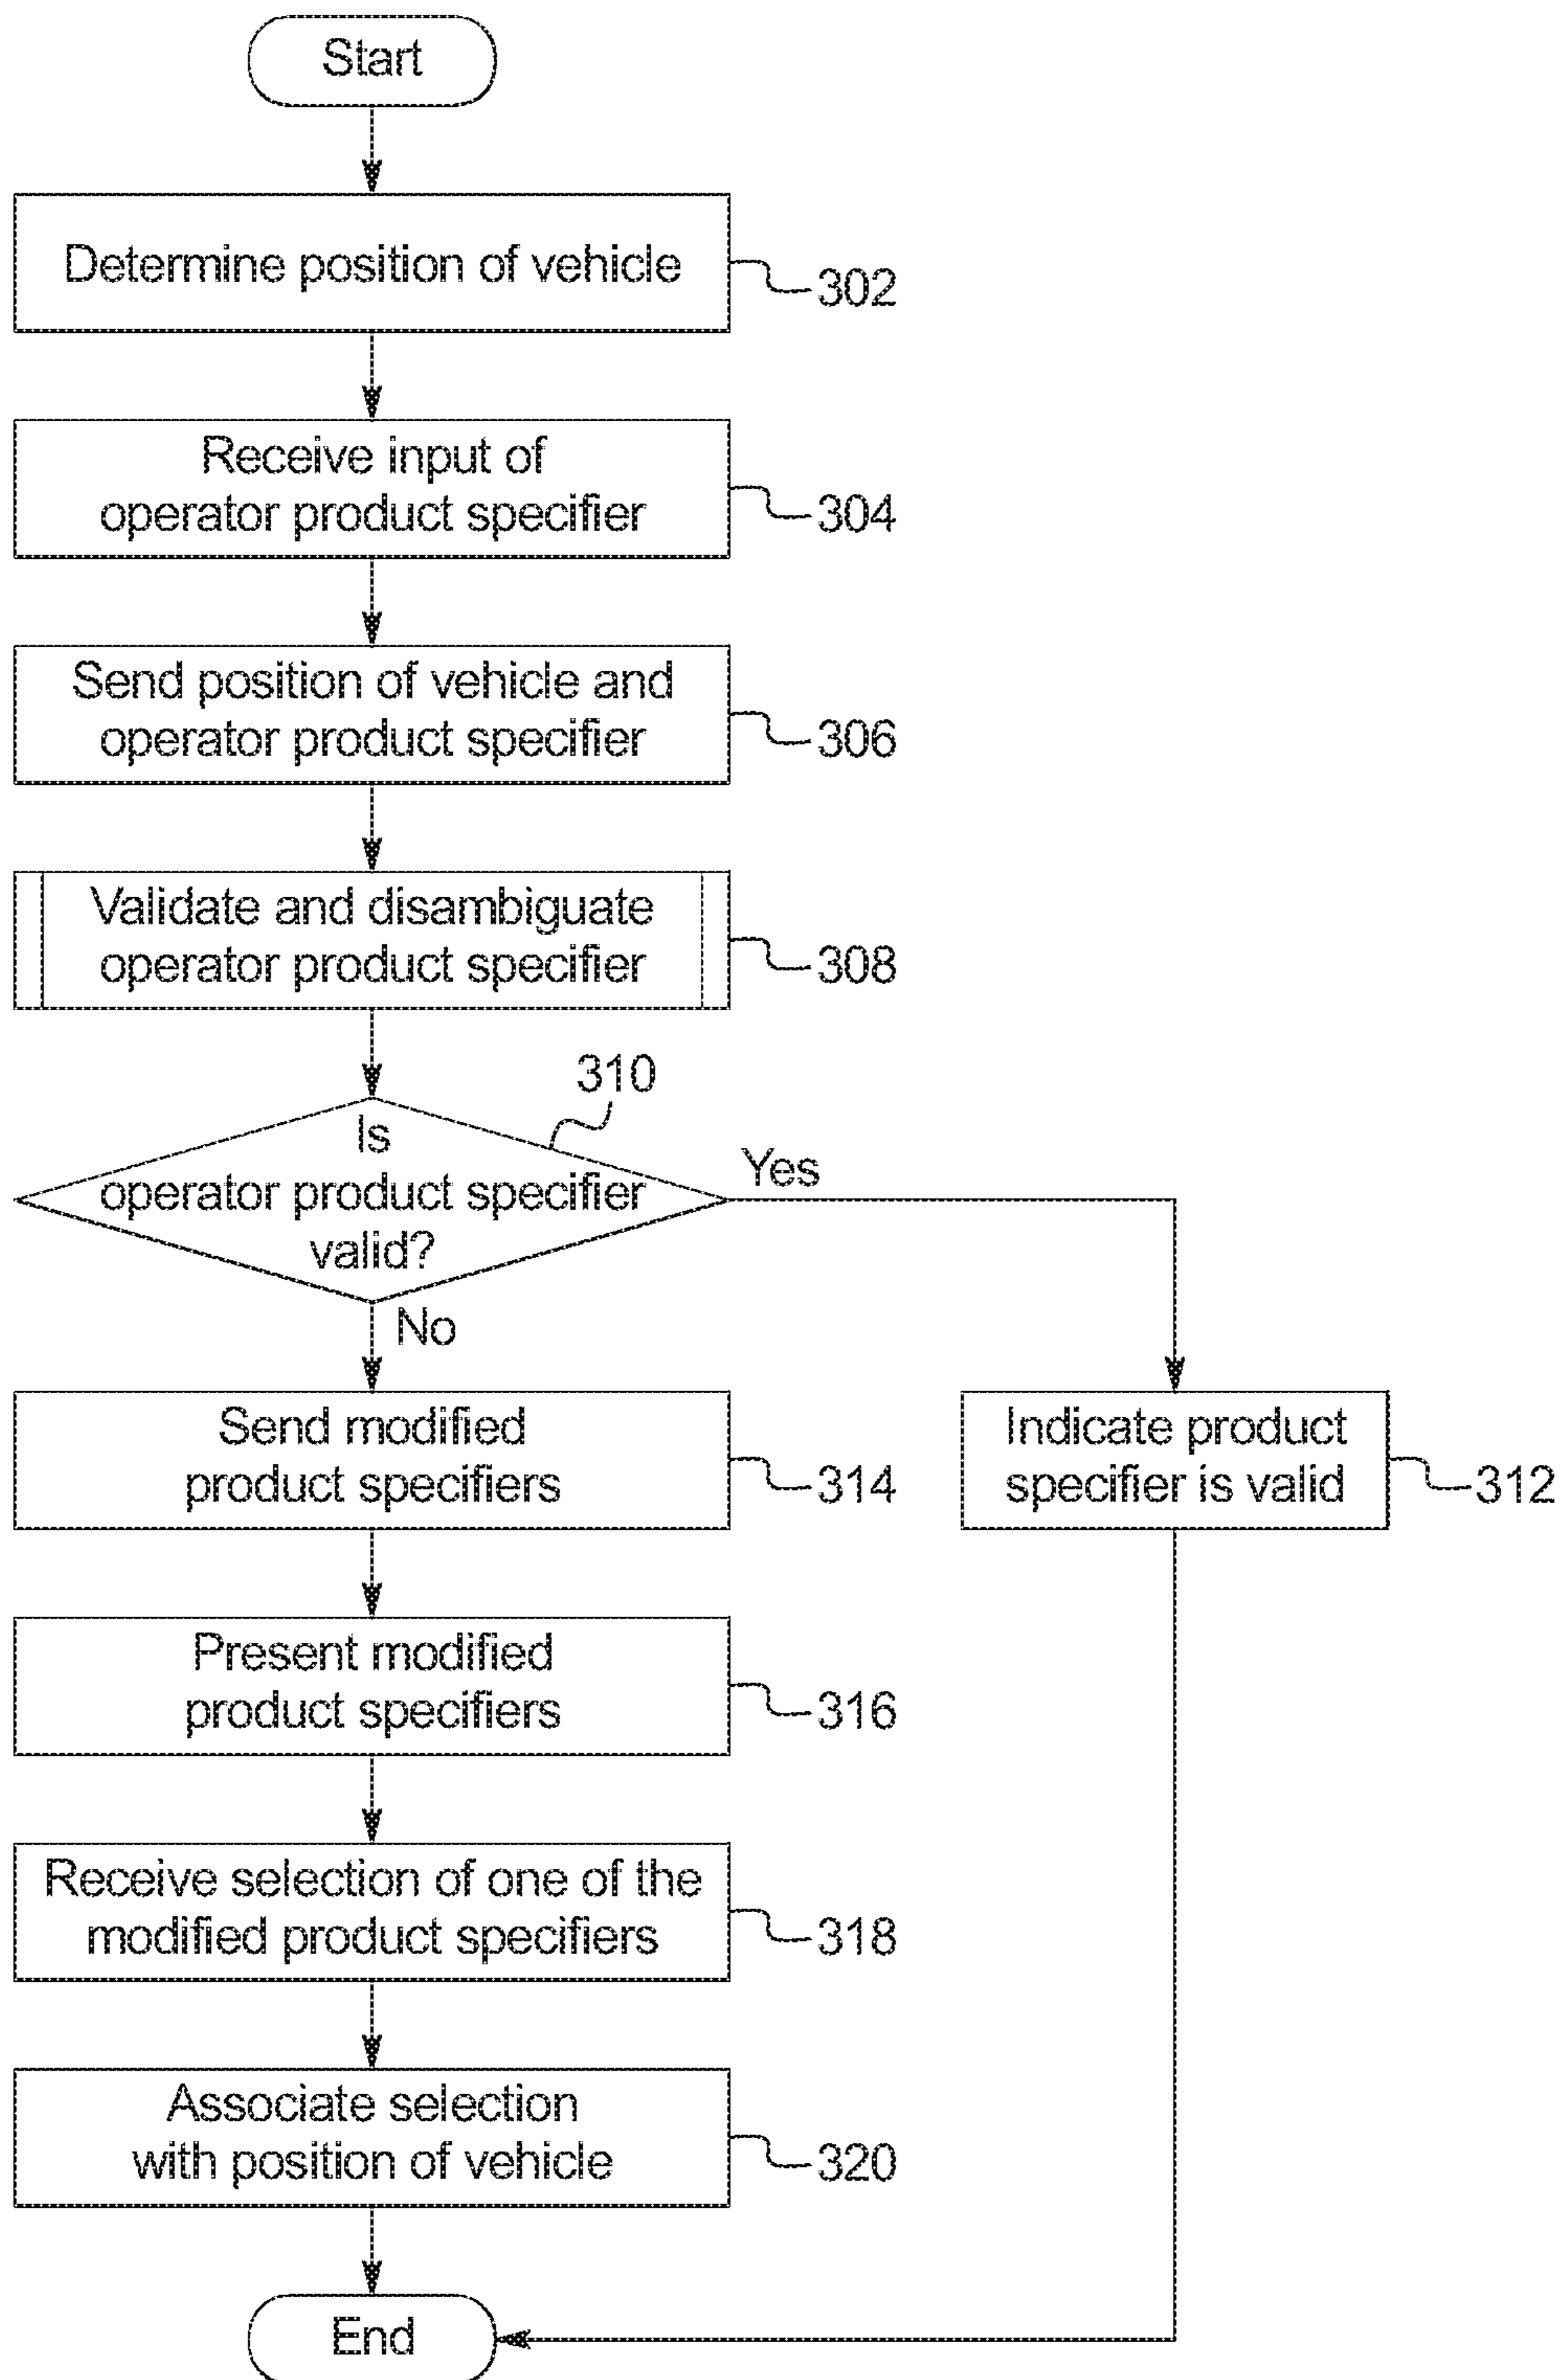 Start
Determine position of vehicle
302
Receive input of
operator product specifier
304
Send position of vehicle and
operator product specifier
306
Validate and disambiguate
operator product specifier
308
310
Is
operator product specifier
valid?
Yes
No
Send modified
product specifiers
314
Indicate product
specifier is valid
312
Present modified
product specifiers
316
Receive selection of one of the
modified product specifiers
318
Associate selection
with position of vehicle
320
End